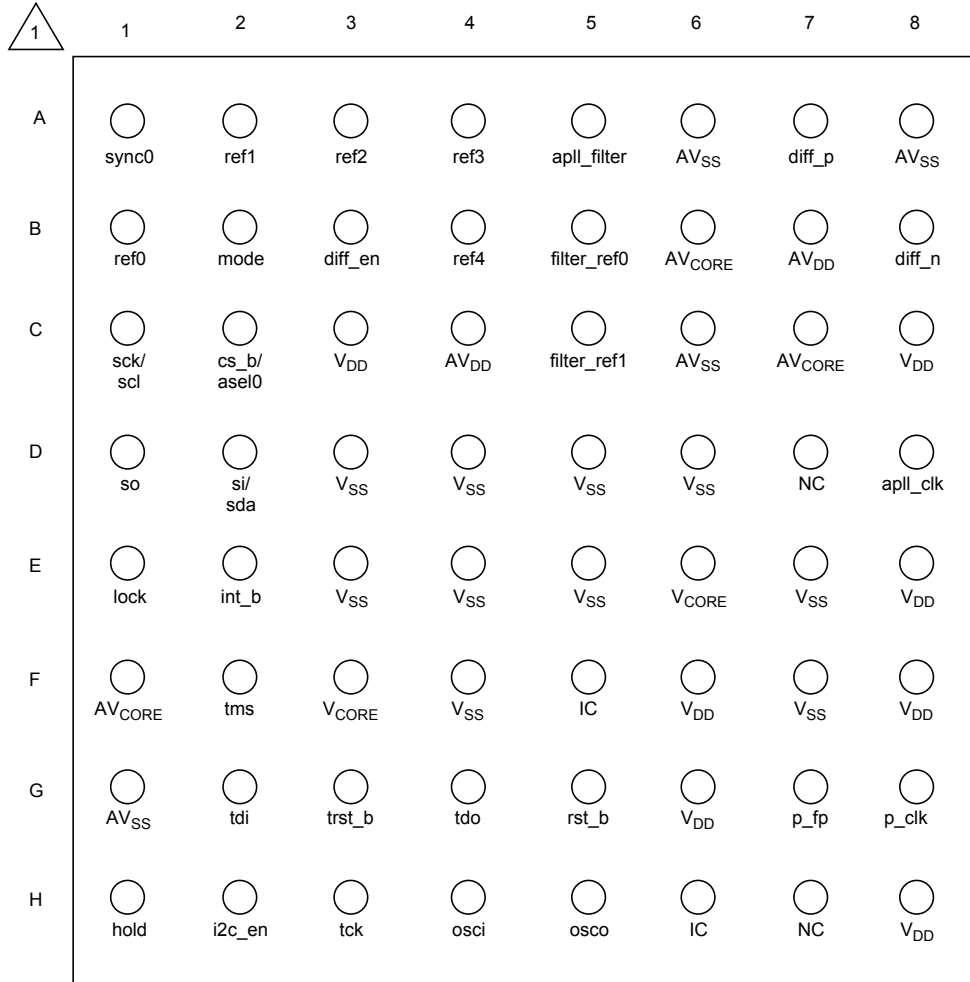 1 1 2 3 4 5 6 7 8
A
sync0 ref1 ref2 ref3 apll_filter AVSS diff_p AVSS
B
ref0 mode diff_en ref4 filter_ref0 AVCORE AVDD diff_n
C
sck/ cs_b/ VDD AVDD filter_ref1 AVSS AVCORE VDD
scl asel0
D
so si/ VSS VSS VSS VSS NC apll_clk
sda
E
lock int_b VSS VSS VSS VCORE VSS VDD
F
AVCORE tms VCORE VSS IC VDD VSS VDD
G
AVSS tdi trst_b tdo rst_b VDD p_fp p_clk
H
hold i2c_en tck osci osco IC NC VDD